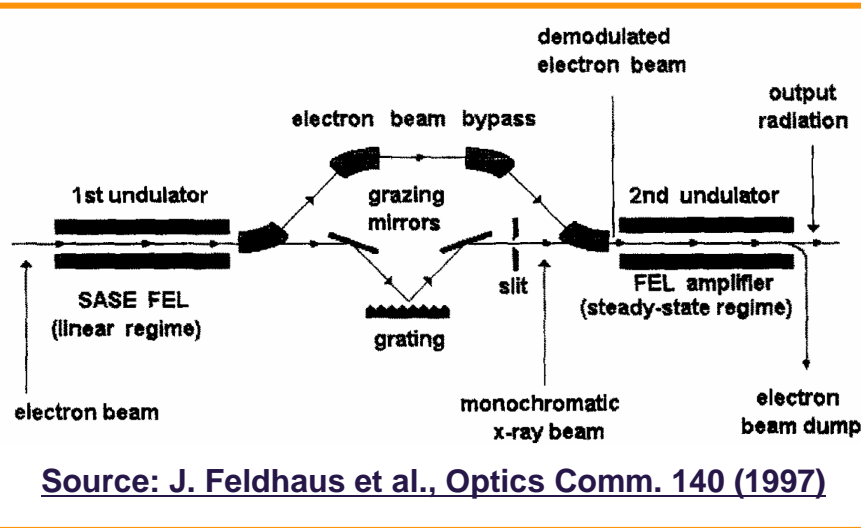 demodulated
electron beam
output
radiation
electron beam bypass
1st undulator
grazing
mirrors
2nd undulator
slit
SASE FEL
(linear regime)
FEL amplifier
(steady-state regime)
grating
electron beam
monochromatic
x-ray beam
electron
beam dump
Source: J. Feldhaus et al., Optics Comm. 140 (1997)